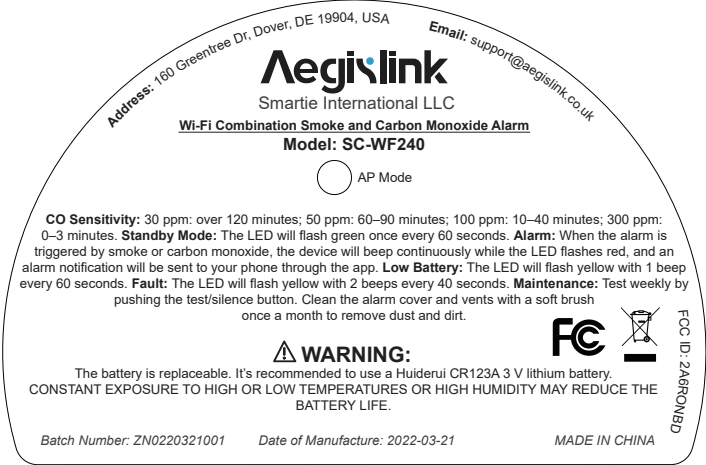 Address: 160 Greentree Dr, Dover, DE 19904, USA
Email: support@aegislink.co.uk
Aegislink
Smartie International LLC
Wi-Fi Combination Smoke and Carbon Monoxide Alarm
Model: SC-WF240
AP Mode
CO Sensitivity: 30 ppm: over 120 minutes; 50 ppm: 60–90 minutes; 100 ppm: 10–40 minutes; 300 ppm:
0–3 minutes. Standby Mode: The LED will flash green once every 60 seconds. Alarm: When the alarm is
triggered by smoke or carbon monoxide, the device will beep continuously while the LED flashes red, and an
alarm notification will be sent to your phone through the app. Low Battery: The LED will flash yellow with 1 beep
every 60 seconds. Fault: The LED will flash yellow with 2 beeps every 40 seconds. Maintenance: Test weekly by
pushing the test/silence button. Clean the alarm cover and vents with a soft brush
once a month to remove dust and dirt.
FC
FCC ID: 2A6RONBD
WARNING:
The battery is replaceable. It’s recommended to use a Huiderui CR123A 3 V lithium battery.
CONSTANT EXPOSURE TO HIGH OR LOW TEMPERATURES OR HIGH HUMIDITY MAY REDUCE THE
BATTERY LIFE.
Batch Number: ZN0220321001
Date of Manufacture: 2022-03-21
MADE IN CHINA